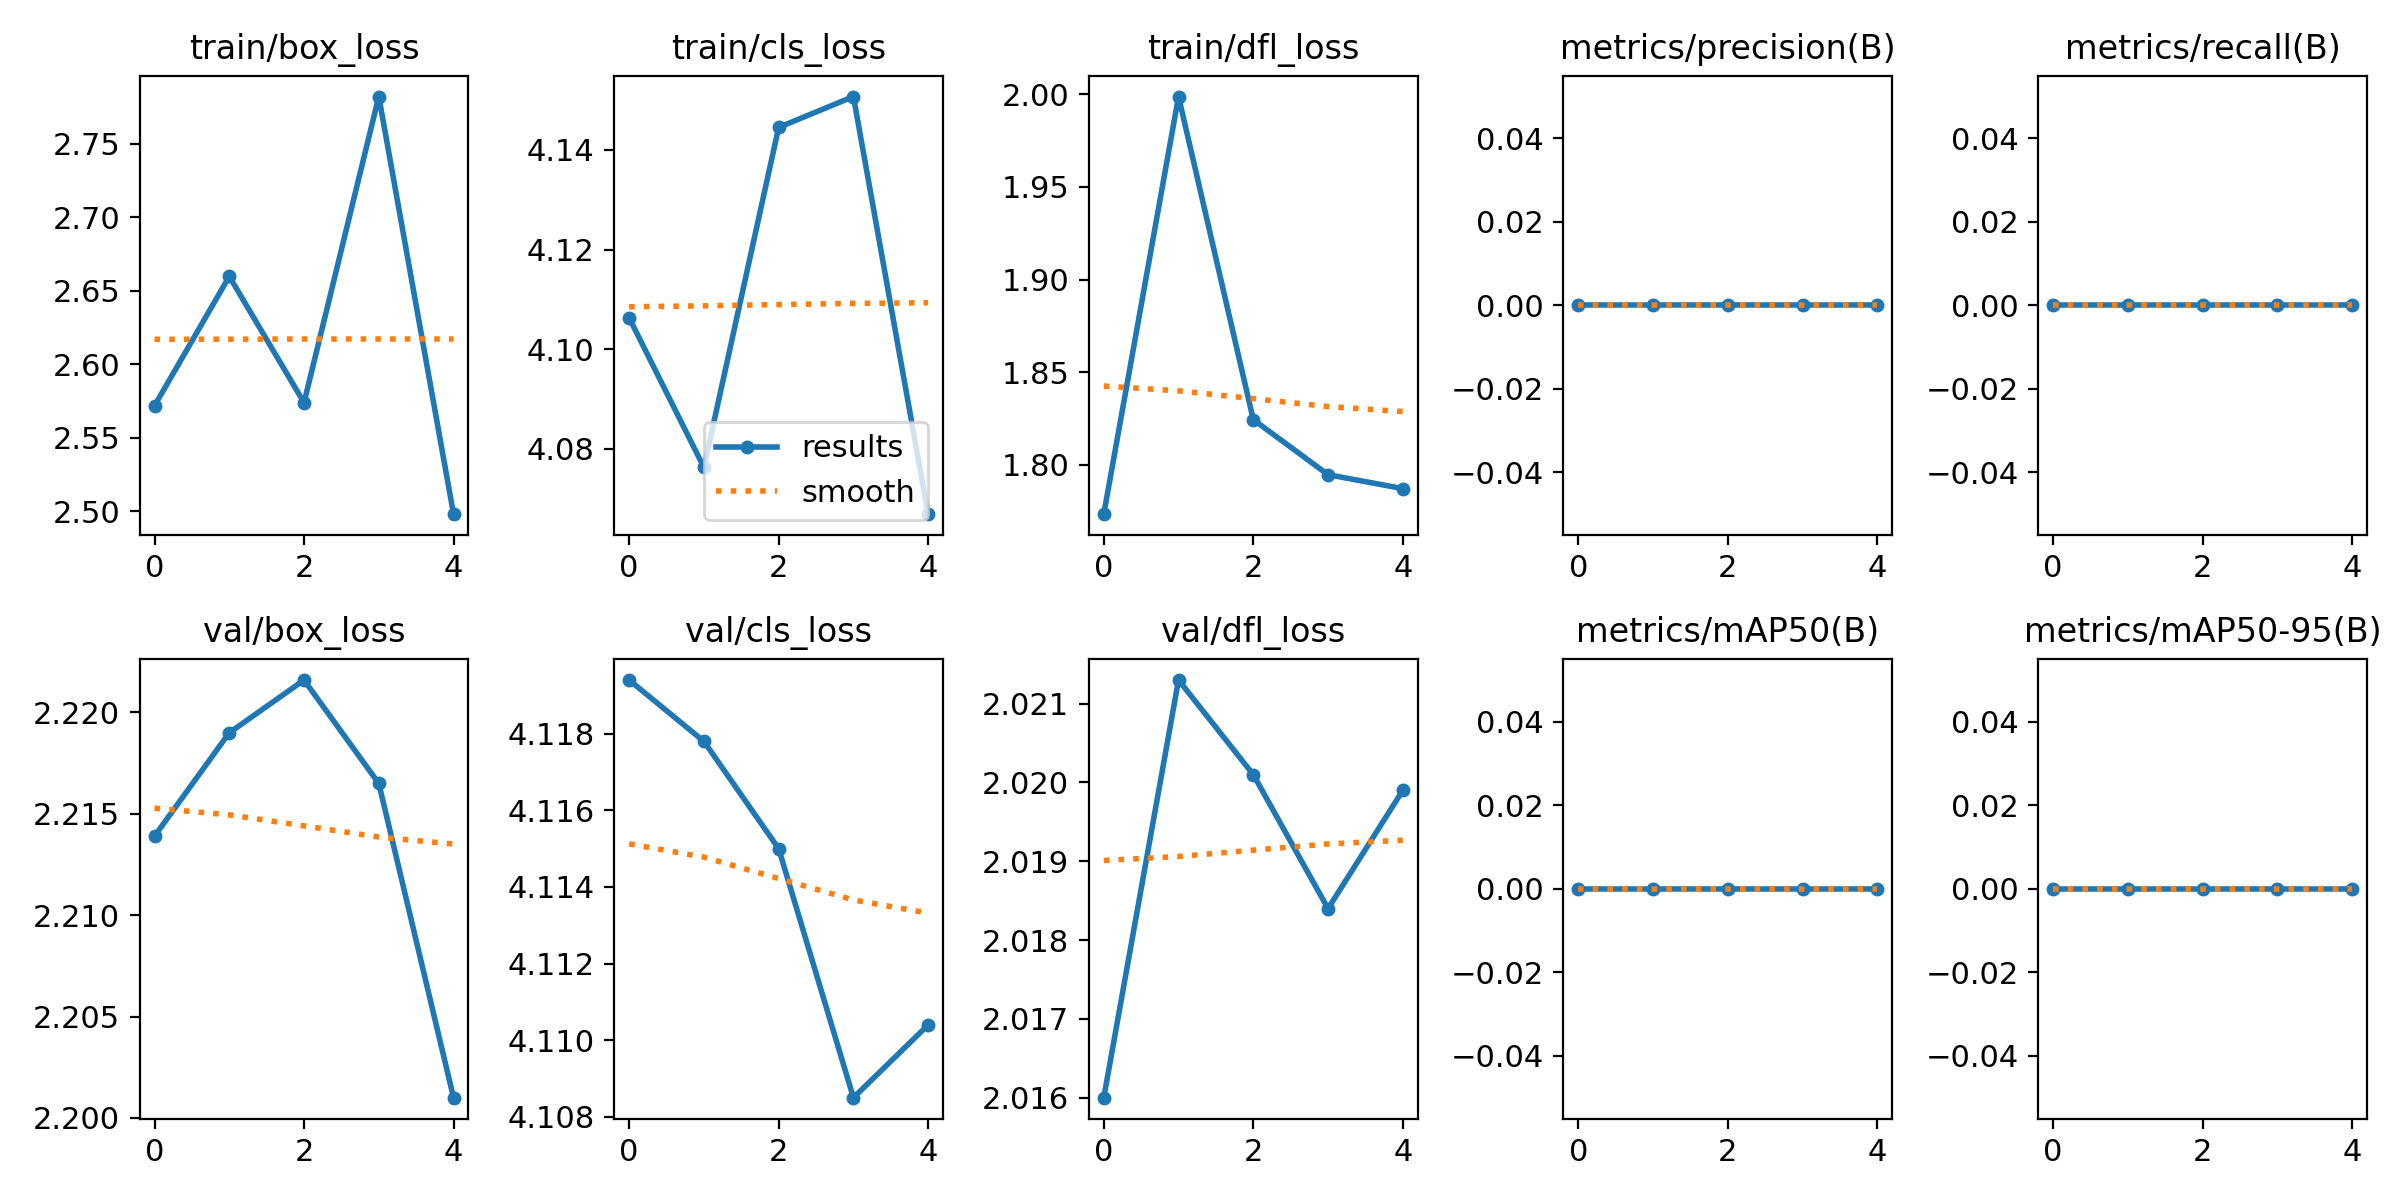 train/box_loss
train/cls_loss
train/dfl_loss
metrics/precision(B)
metrics/recall(B)
2.75
2.70
2.65
2.60
2.55
2.50
0 2 4
4.14
4.12
4.10
4.08
results
smooth
0 2 4
2.00
1.95
1.90
1.85
1.80
0 2 4
0.04
0.02
0.00
−0.02
−0.04
0 2 4
0.04
0.02
0.00
−0.02
−0.04
0 2 4
val/box_loss
val/cls_loss
val/dfl_loss
metrics/mAP50(B)
metrics/mAP50-95(B)
2.220
2.215
2.210
2.205
2.200
0 2 4
4.118
4.116
4.114
4.112
4.110
4.108
0 2 4
2.021
2.020
2.019
2.018
2.017
2.016
0 2 4
0.04
0.02
0.00
−0.02
−0.04
0 2 4
0.04
0.02
0.00
−0.02
−0.04
0 2 4